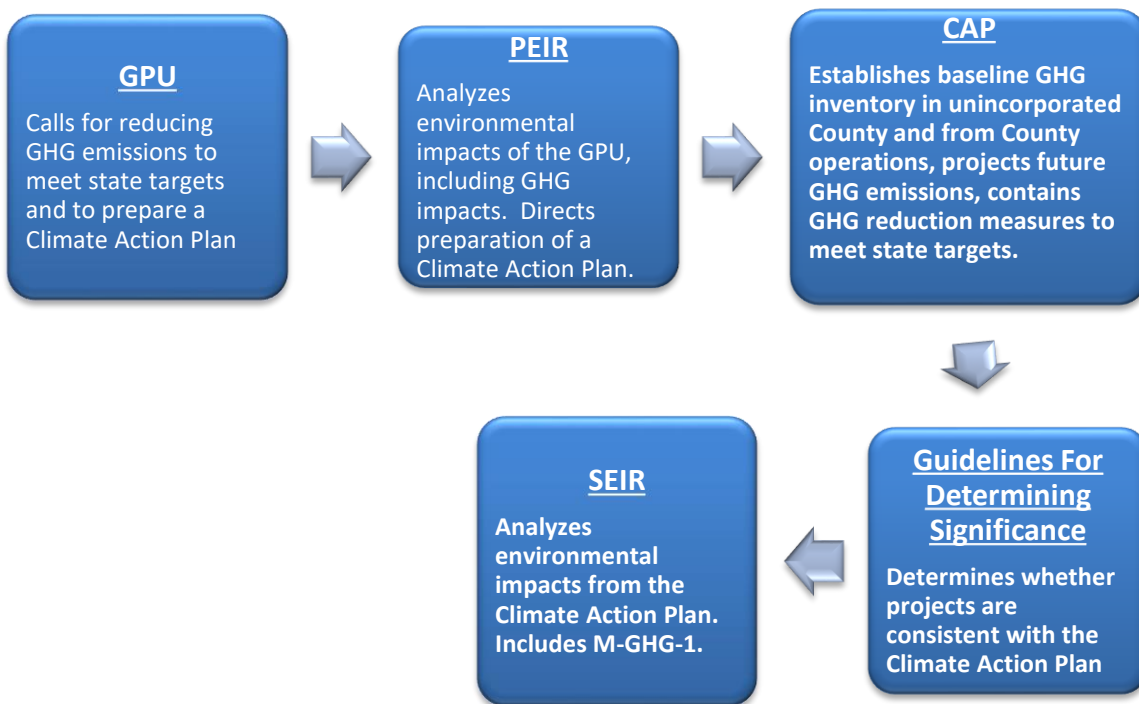 GPU
Calls for reducing
GHG emissions to
meet state targets
and to prepare a
Climate Action Plan
PEIR
Analyzes
environmental
impacts of the GPU,
including GHG
impacts.  Directs
preparation of a
Climate Action Plan.
CAP
Establishes baseline GHG
inventory in unincorporated
County and from County
operations, projects future
GHG emissions, contains
GHG reduction measures to
meet state targets.
Guidelines For
Determining
Significance
Determines whether
projects are
consistent with the
Climate Action Plan
SEIR
Analyzes
environmental
impacts from the
Climate Action Plan.
Includes M-GHG-1.